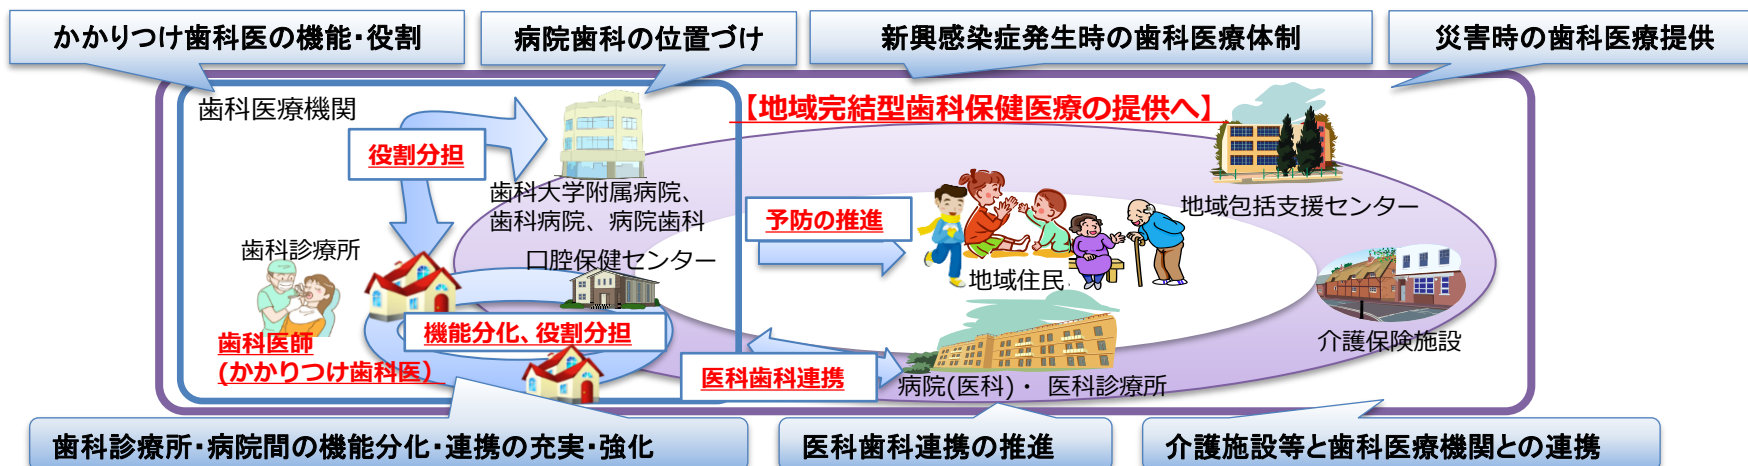 かかりつけ歯科医の機能・役割
病院歯科の位置づけ
新興感染症発生時の歯科医療体制
災害時の歯科医療提供
歯科医療機関
【地域完結型歯科保健医療の提供へ】
役割分担
歯科大学附属病院、
歯科病院、病院歯科
地域包括支援センター
予防の推進
歯科診療所
口腔保健センター
地域住民
機能分化、役割分担
歯科医師
(かかりつけ歯科医)
介護保険施設
医科歯科連携
病院(医科)・ 医科診療所
歯科診療所・病院間の機能分化・連携の充実・強化
医科歯科連携の推進
介護施設等と歯科医療機関との連携